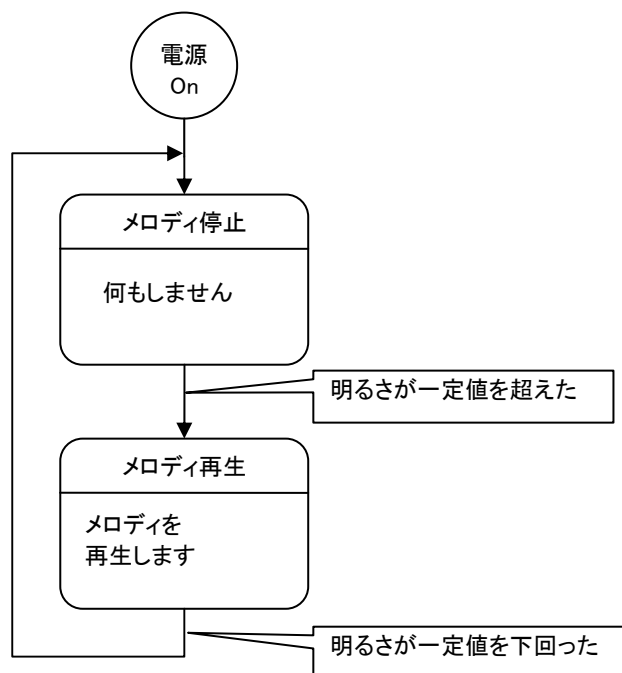 電源
On
メロディ停止
何もしません
明るさが一定値を超えた
メロディ再生
メロディを
再生します
明るさが一定値を下回った